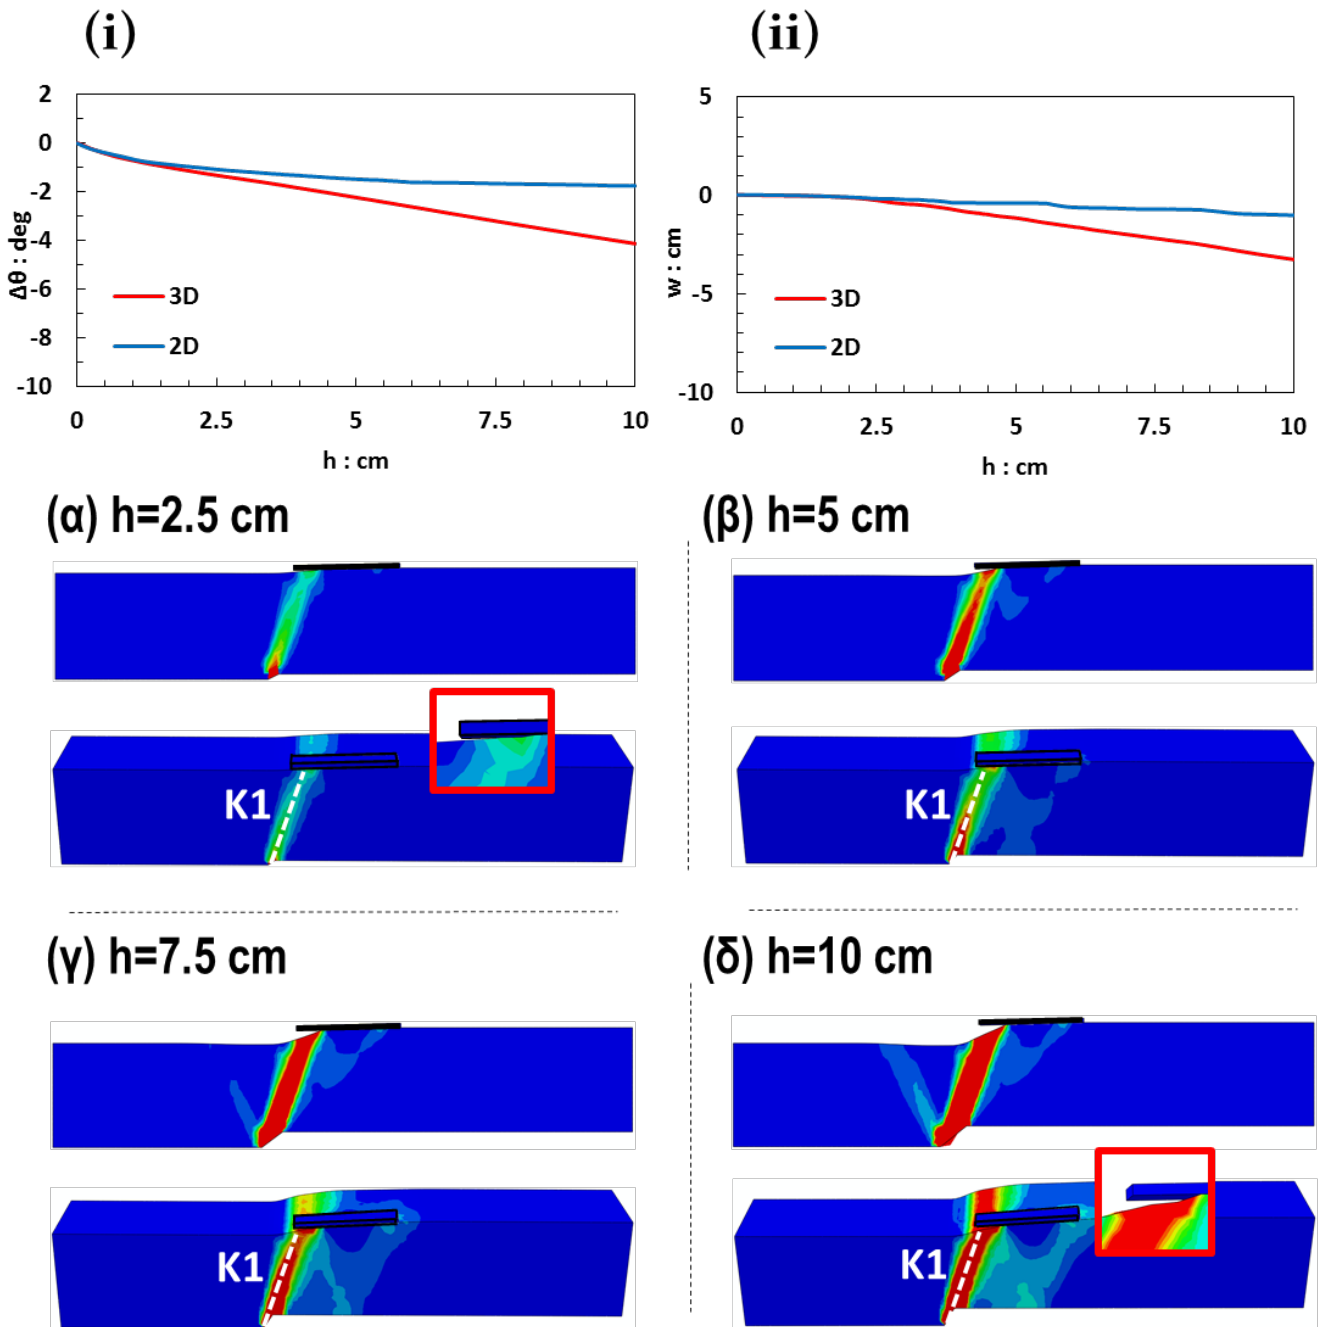 (i)
2
0
-2
-4
-6
-8
-10
Δθ : deg
3D
2D
0
2.5
5
7.5
10
h : cm
(ii)
5
0
-5
-10
w : cm
3D
2D
0
2.5
5
7.5
10
h : cm
(α) h=2.5 cm
K1
(β) h=5 cm
K1
(γ) h=7.5 cm
K1
(δ) h=10 cm
K1